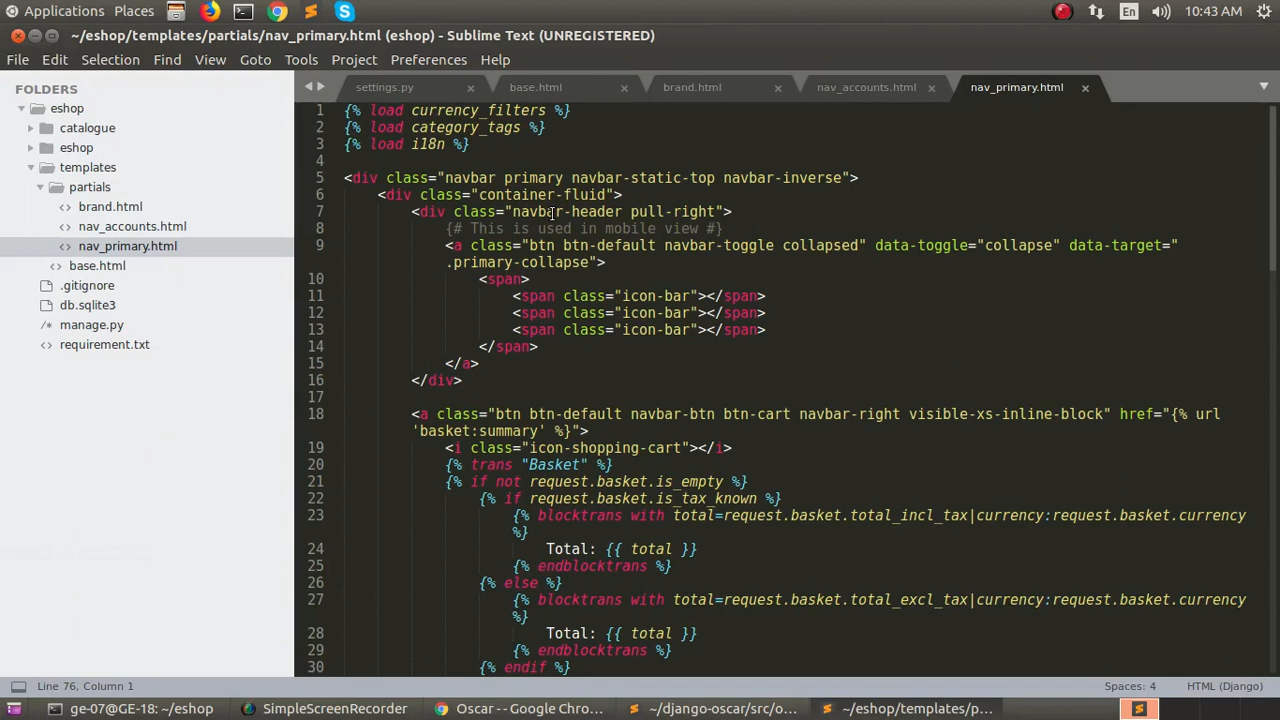 Applications Places En 10:43 AM
~/eshop/templates/partials/nav_primary.html (eshop) - Sublime Text (UNREGISTERED)
File Edit Selection View Find View Goto Tools Project Preferences Help
FOLDERS
eshop
catalogue
eshop
templates
partials
brand.html
nav_accounts.html
nav_primary.html
base.html
.gitignore
db.sqlite3
manage.py
requirement.txt
settings.py base.html brand.html nav_accounts.html nav_primary.html
1 {% load currency_filters %}
2 {% load category_tags %}
3 {% load i18n %}
4
5 <div class="navbar primary navbar-static-top navbar-inverse">
6 <div class="container-fluid">
7 <div class="navbar-header pull-right">
8 {# This is used in mobile view #}
9 <a class="btn btn-default navbar-toggle collapsed" data-toggle="collapse" data-target="
.primary-collapse">
10 <span>
11 <span class="icon-bar"></span>
12 <span class="icon-bar"></span>
13 <span class="icon-bar"></span>
14 </span>
15 </a>
16 </div>
17
18 <a class="btn btn-default navbar-btn btn-cart navbar-right visible-xs-inline-block" href="{% url
'basket:summary' %}">
19 <i class="icon-shopping-cart"></i>
20 {% trans "Basket" %}
21 {% if not request.basket.is_empty %}
22 {% if request.basket.is_tax_known %}
23 {% blocktrans with total=request.basket.total_incl_tax|currency:request.basket.currency
%}
24 Total: {{ total }}
25 {% endblocktrans %}
26 {% else %}
27 {% blocktrans with total=request.basket.total_excl_tax|currency:request.basket.currency
%}
28 Total: {{ total }}
29 {% endblocktrans %}
30 {% endif %}
Line 76, Column 1 Spaces: 4 HTML (Django)
ge-07@GE-18: ~/eshop SimpleScreenRecorder Oscar -- Google Chro... ~/django-oscar/src/o... ~/eshop/templates/p...